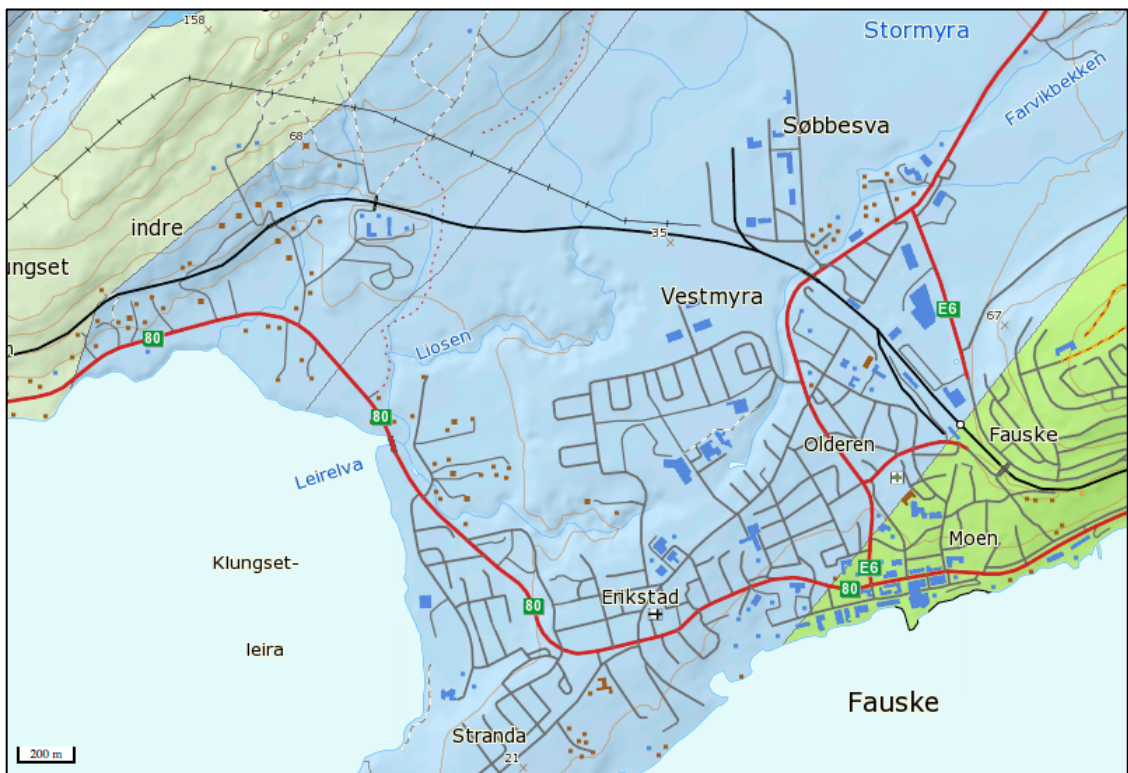 158
Stormyra
Farvikbekken
Søbbesva
68
indre
35
ungset
Vestmyra
E6
67
80
Liosen
80
Olderen
Fauske
Leirelva
Moen
Klungset-
leira
E6
80
80
Erikstad
Fauske
Stranda
21
200 m